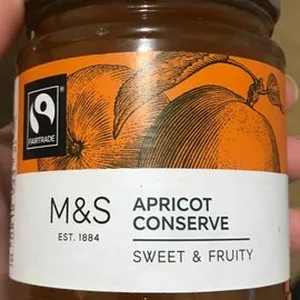 FAIRTRADE
M&S
EST. 1884
APRICOT
CONSERVE
SWEET & FRUITY